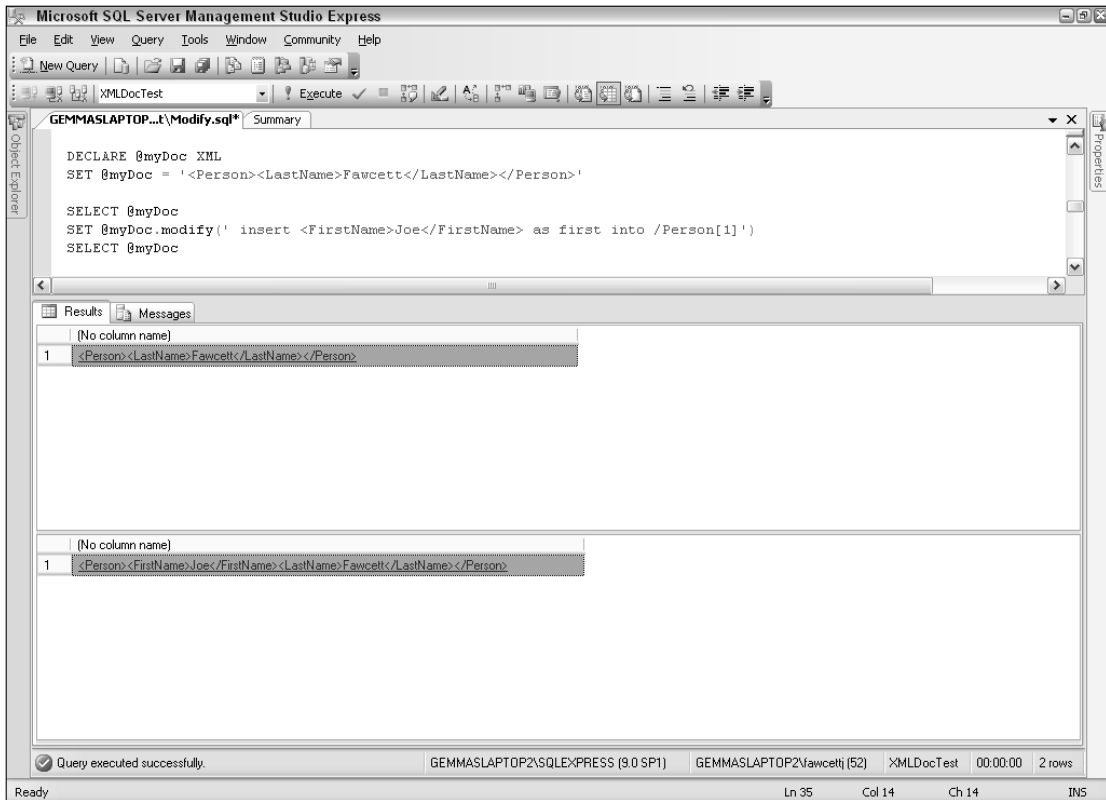 Microsoft SQL Server Management Studio Express
File Edit View Query Tools Window Community Help
New Query
XMLDocTest Execute
Object Explorer
Properties
GEMMASLAPTOP...t\Modify.sql* Summary
DECLARE @myDoc XML
SET @myDoc = '<Person><LastName>Fawcett</LastName></Person>'
SELECT @myDoc
SET @myDoc.modify(' insert <FirstName>Joe</FirstName> as first into /Person[1]')
SELECT @myDoc
Results Messages
(No column name)
1 <Person><LastName>Fawcett</LastName></Person>
(No column name)
1 <Person><FirstName>Joe</FirstName><LastName>Fawcett</LastName></Person>
Query executed successfully. GEMMASLAPTOP2\SQLEXPRESS (9.0 SP1) GEMMASLAPTOP2\fawcettj (52) XMLDocTest 00:00:00 2 rows
Ready Ln 35 Col 14 Ch 14 INS